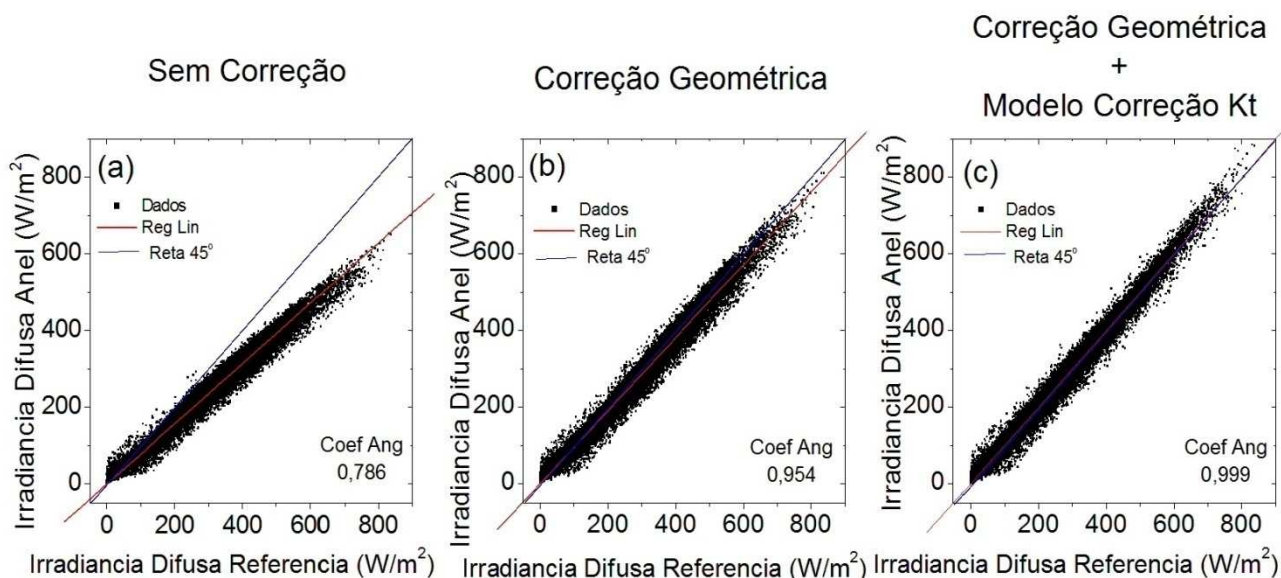 Sem Correção
(a)
Dados
Reg Lin
Reta 45°
Coef Ang
0,786
800
600
400
200
0
0 200 400 600 800
Irradiancia Difusa Anel (W/m²)
Irradiancia Difusa Referencia (W/m²)
Correção Geométrica
(b)
Dados
Reg Lin
Reta 45°
Coef Ang
0,954
800
600
400
200
0
0 200 400 600 800
Irradiancia Difusa Anel (W/m²)
Irradiancia Difusa Referencia (W/m²)
Correção Geométrica
+
Modelo Correção Kt
(c)
Dados
Reg Lin
Reta 45°
Coef Ang
0,999
800
600
400
200
0
0 200 400 600 800
Irradiancia Difusa Anel (W/m²)
Irradiancia Difusa Referencia (W/m²)